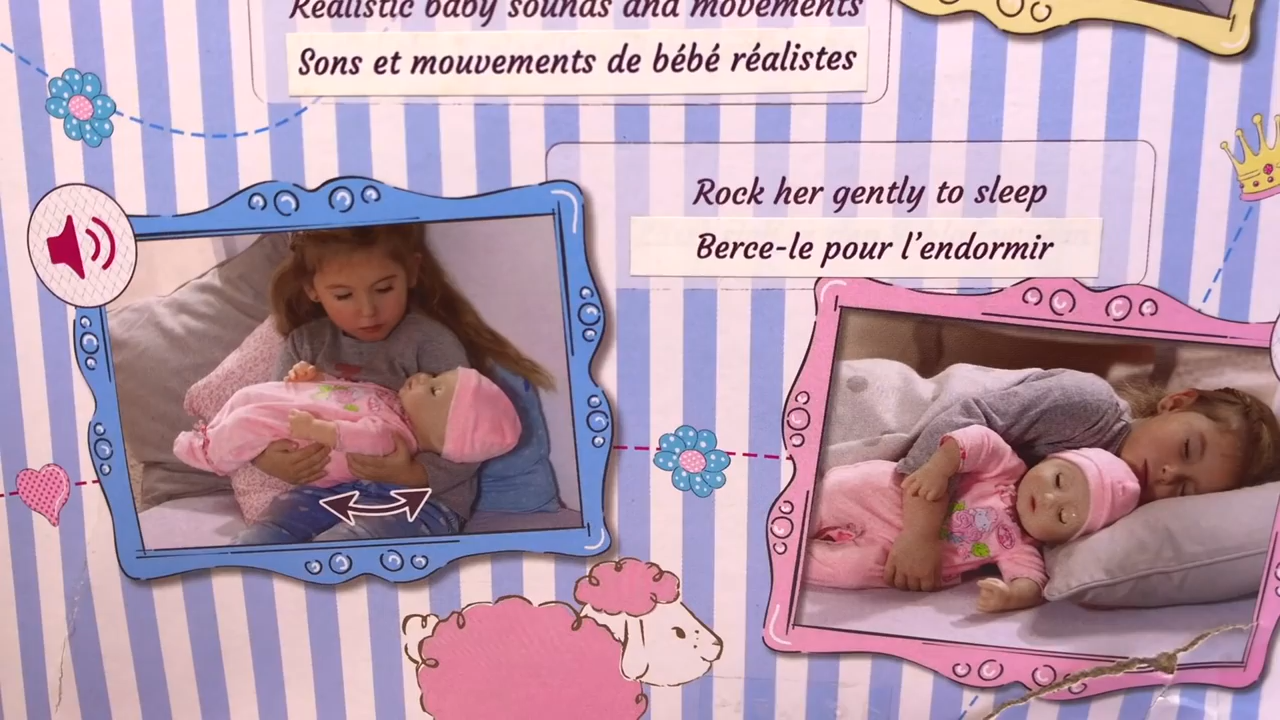 Realistic baby sounds and movements
Sons et mouvements de bébé réalistes
Rock her gently to sleep
Berce-le pour l'endormir